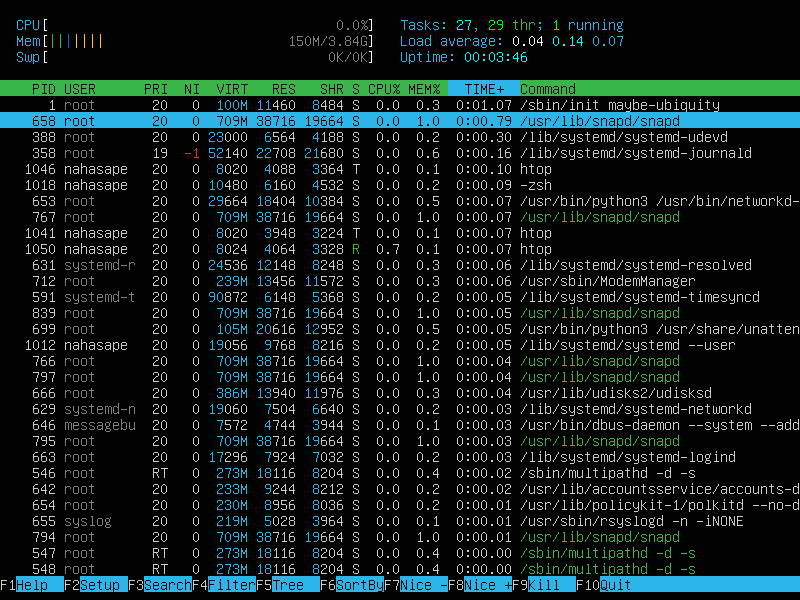 CPU[ 0.0%] Tasks: 27, 29 thr; 1 running
Mem[|||||||| 150M/3.84G] Load average: 0.04 0.14 0.07
Swp[ 0K/0K] Uptime: 00:03:46
PID USER PRI NI VIRT RES SHR S CPU% MEM% TIME+ Command
1 root 20 0 100M 11460 8484 S 0.0 0.3 0:01.07 /sbin/init maybe-ubiquity
658 root 20 0 709M 38716 19664 S 0.0 1.0 0:00.79 /usr/lib/snapd/snapd
388 root 20 0 23000 6564 4188 S 0.0 0.2 0:00.30 /lib/systemd/systemd-udevd
358 root 19 -1 52140 22708 21680 S 0.0 0.6 0:00.16 /lib/systemd/systemd-journald
1046 nahasape 20 0 8020 4088 3364 T 0.0 0.1 0:00.10 htop
1018 nahasape 20 0 10480 6160 4532 S 0.0 0.2 0:00.09 -zsh
653 root 20 0 29664 18404 10384 S 0.0 0.5 0:00.07 /usr/bin/python3 /usr/bin/networkd-
767 root 20 0 709M 38716 19664 S 0.0 1.0 0:00.07 /usr/lib/snapd/snapd
1041 nahasape 20 0 8020 3948 3224 T 0.0 0.1 0:00.07 htop
1050 nahasape 20 0 8024 4064 3328 R 0.7 0.1 0:00.07 htop
631 systemd-r 20 0 24536 12148 8248 S 0.0 0.3 0:00.06 /lib/systemd/systemd-resolved
712 root 20 0 239M 13456 11572 S 0.0 0.3 0:00.06 /usr/sbin/ModemManager
591 systemd-t 20 0 90872 6148 5368 S 0.0 0.2 0:00.05 /lib/systemd/systemd-timesyncd
839 root 20 0 709M 38716 19664 S 0.0 1.0 0:00.05 /usr/lib/snapd/snapd
699 root 20 0 105M 20616 12952 S 0.0 0.5 0:00.05 /usr/bin/python3 /usr/share/unatten
1012 nahasape 20 0 19056 9768 8216 S 0.0 0.2 0:00.05 /lib/systemd/systemd --user
766 root 20 0 709M 38716 19664 S 0.0 1.0 0:00.04 /usr/lib/snapd/snapd
797 root 20 0 709M 38716 19664 S 0.0 1.0 0:00.04 /usr/lib/snapd/snapd
666 root 20 0 386M 13940 11976 S 0.0 0.3 0:00.04 /usr/lib/udisks2/udisksd
629 systemd-n 20 0 19060 7504 6640 S 0.0 0.2 0:00.03 /lib/systemd/systemd-networkd
646 messagebu 20 0 7572 4744 3944 S 0.0 0.1 0:00.03 /usr/bin/dbus-daemon --system --add
795 root 20 0 709M 38716 19664 S 0.0 1.0 0:00.03 /usr/lib/snapd/snapd
663 root 20 0 17296 7924 7032 S 0.0 0.2 0:00.03 /lib/systemd/systemd-logind
546 root RT 0 273M 18116 8204 S 0.0 0.4 0:00.02 /sbin/multipathd -d -s
642 root 20 0 233M 9244 8212 S 0.0 0.2 0:00.01 /usr/lib/accountsservice/accounts-d
654 root 20 0 230M 8956 8036 S 0.0 0.2 0:00.01 /usr/lib/policykit-1/polkitd --no-d
655 syslog 20 0 219M 5028 3964 S 0.0 0.1 0:00.01 /usr/sbin/rsyslogd -n -iNONE
794 root 20 0 709M 38716 19664 S 0.0 1.0 0:00.01 /usr/lib/snapd/snapd
547 root RT 0 273M 18116 8204 S 0.0 0.4 0:00.00 /sbin/multipathd -d -s
548 root RT 0 273M 18116 8204 S 0.0 0.4 0:00.00 /sbin/multipathd -d -s
F1Help F2Setup F3SearchF4FilterF5Tree F6SortByF7Nice -F8Nice +F9Kill F10Quit